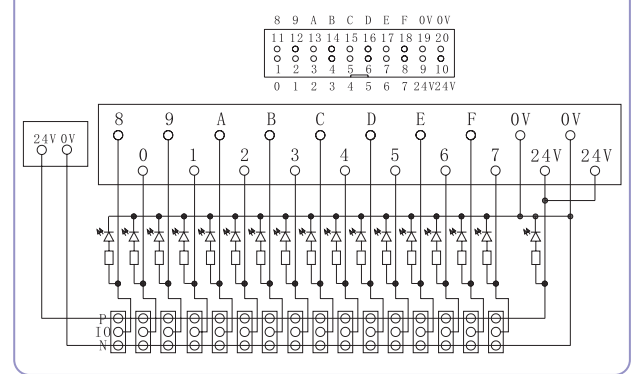 8 9 A B C D E F 0V 0V
11 12 13 14 15 16 17 18 19 20
1 2 3 4 5 6 7 8 9 10
0 1 2 3 4 5 6 7 24V 24V
24V 0V
8 9 A B C D E F 0V 0V
0 1 2 3 4 5 6 7 24V 24V
P
IO
N